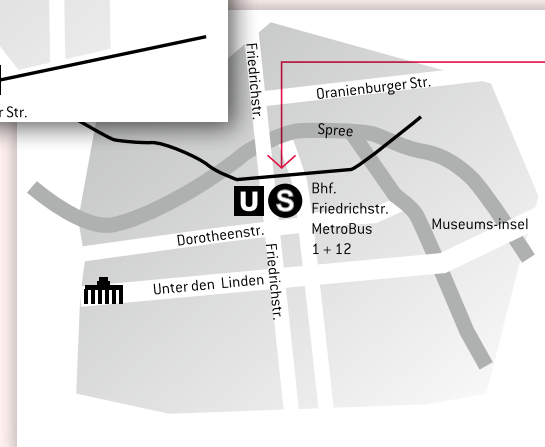 r Str.
Friedrichstr.
Oranienburger Str.
Spree
U S
Bhf.
Friedrichstr.
MetroBus
1 + 12
Museums-insel
Dorotheenstr.
Unter den Linden
Friedrichstr.